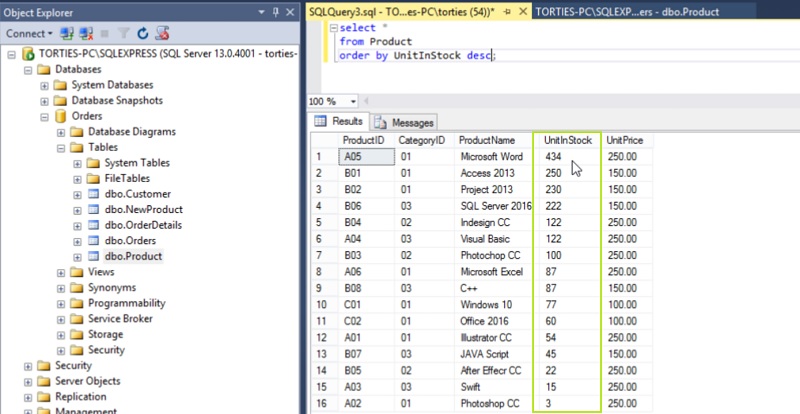 Object Explorer
Connect
TORTIES-PC\SQLEXPRESS (SQL Server 13.0.4001 - torties-
Databases
System Databases
Database Snapshots
Orders
Database Diagrams
Tables
System Tables
FileTables
dbo.Customer
dbo.NewProduct
dbo.OrderDetails
dbo.Orders
dbo.Product
Views
Synonyms
Programmability
Service Broker
Storage
Security
Security
Server Objects
Replication
Management
SQLQuery3.sql - TO...es-PC\torties (54))* TORTIES-PC\SQLEXP...ers - dbo.Product
select *
from Product
order by UnitInStock desc;
100 %
Results Messages
ProductID CategoryID ProductName UnitInStock UnitPrice
1 A05 01 Microsoft Word 434 250.00
2 B01 01 Access 2013 250 150.00
3 B02 01 Project 2013 230 150.00
4 B06 03 SQL Server 2016 222 150.00
5 B04 02 Indesign CC 122 250.00
6 A04 03 Visual Basic 122 250.00
7 B03 02 Photochop CC 100 250.00
8 A06 01 Microsoft Excel 87 250.00
9 B08 03 C++ 87 150.00
10 C01 01 Windows 10 77 100.00
11 C02 01 Office 2016 60 100.00
12 A01 01 Illustrator CC 54 250.00
13 B07 03 JAVA Script 45 150.00
14 B05 02 After Effecr CC 22 250.00
15 A03 03 Swift 15 250.00
16 A02 01 Photoshop CC 3 250.00